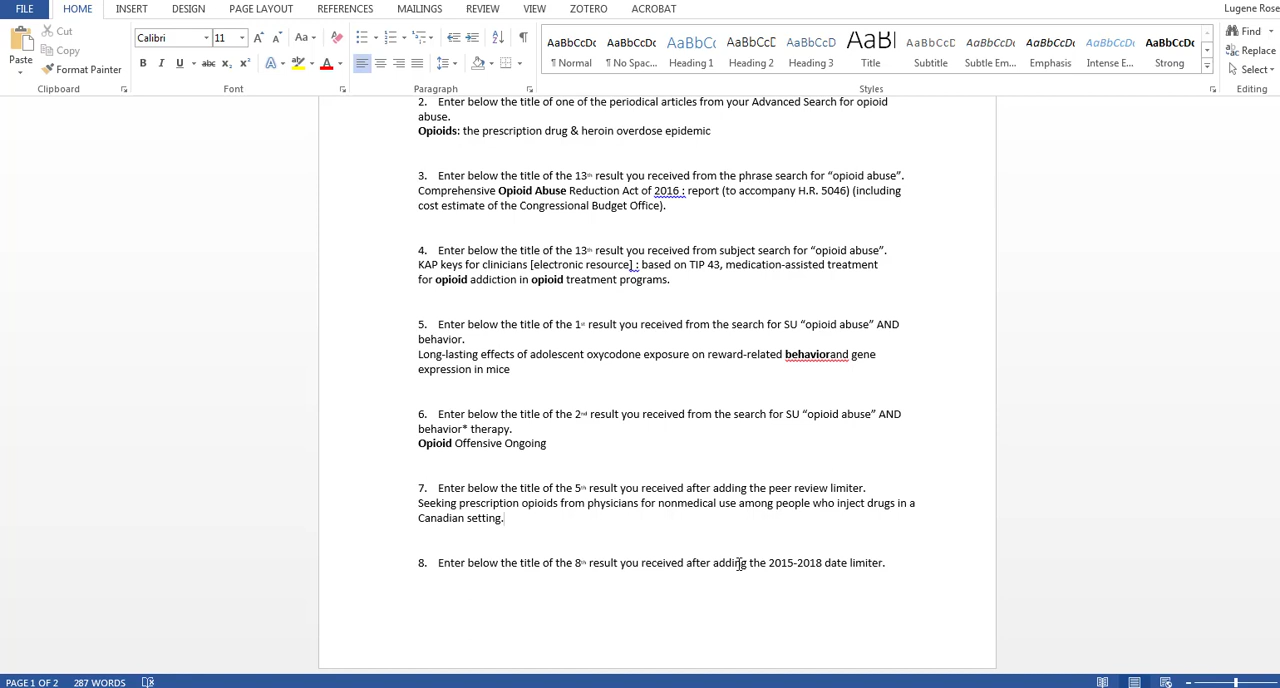 FILE HOME INSERT DESIGN PAGE LAYOUT REFERENCES MAILINGS REVIEW VIEW ZOTERO ACROBAT Lugene Rose
Paste Cut Copy Format Painter
Calibri 11 Aa
B I U abc x₂ x² A A
AaBbCcDc AaBbCcDc AaBbCc AaBbCcD AaBbCcD AaBl AaBbCcD AaBbCcDc AaBbCcDc AaBbCcDc AaBbCcDc
¶ Normal ¶ No Spac... Heading 1 Heading 2 Heading 3 Title Subtitle Subtle Em... Emphasis Intense E... Strong
Find Replace Select
Clipboard Font Paragraph Styles Editing
2. Enter below the title of one of the periodical articles from your Advanced Search for opioid
abuse.
Opioids: the prescription drug & heroin overdose epidemic
3. Enter below the title of the 13th result you received from the phrase search for “opioid abuse”.
Comprehensive Opioid Abuse Reduction Act of 2016 : report (to accompany H.R. 5046) (including
cost estimate of the Congressional Budget Office).
4. Enter below the title of the 13th result you received from subject search for “opioid abuse”.
KAP keys for clinicians [electronic resource] : based on TIP 43, medication-assisted treatment
for opioid addiction in opioid treatment programs.
5. Enter below the title of the 1st result you received from the search for SU “opioid abuse” AND
behavior.
Long-lasting effects of adolescent oxycodone exposure on reward-related behaviorand gene
expression in mice
6. Enter below the title of the 2nd result you received from the search for SU “opioid abuse” AND
behavior* therapy.
Opioid Offensive Ongoing
7. Enter below the title of the 5th result you received after adding the peer review limiter.
Seeking prescription opioids from physicians for nonmedical use among people who inject drugs in a
Canadian setting.
8. Enter below the title of the 8th result you received after adding the 2015-2018 date limiter.
PAGE 1 OF 2 287 WORDS